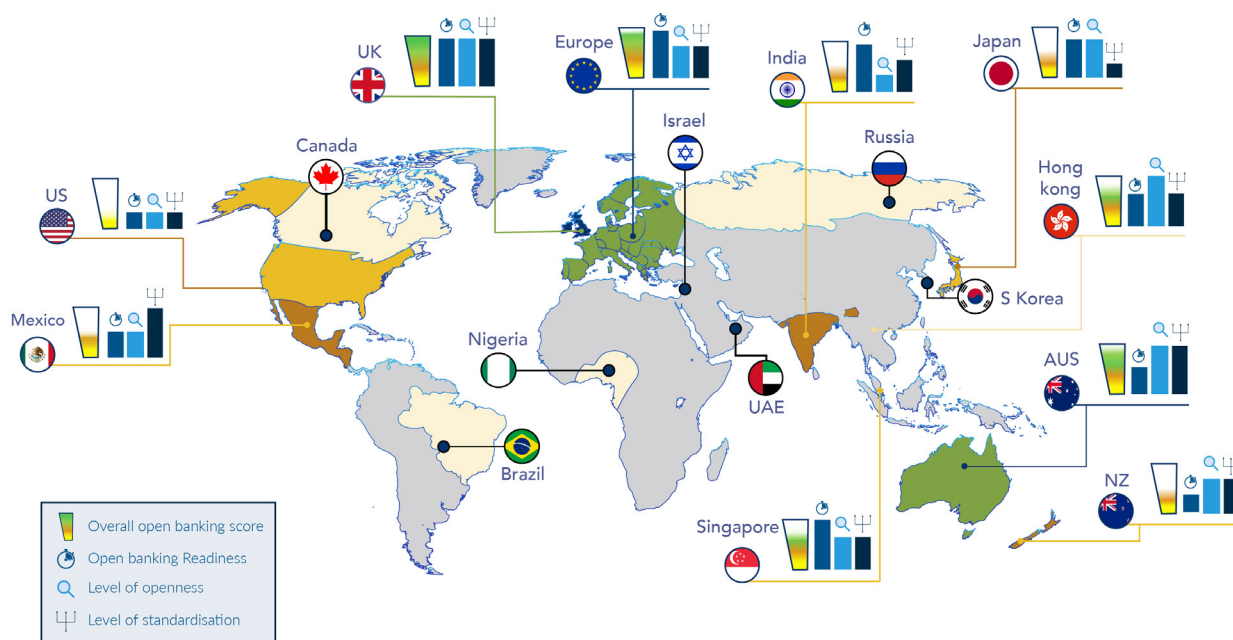 UK
Europe
India
Japan
Canada
Israel
Russia
Hong
kong
US
S Korea
Mexico
Nigeria
UAE
AUS
Brazil
NZ
Singapore
Overall open banking score
Open banking Readiness
Level of openness
Level of standardisation